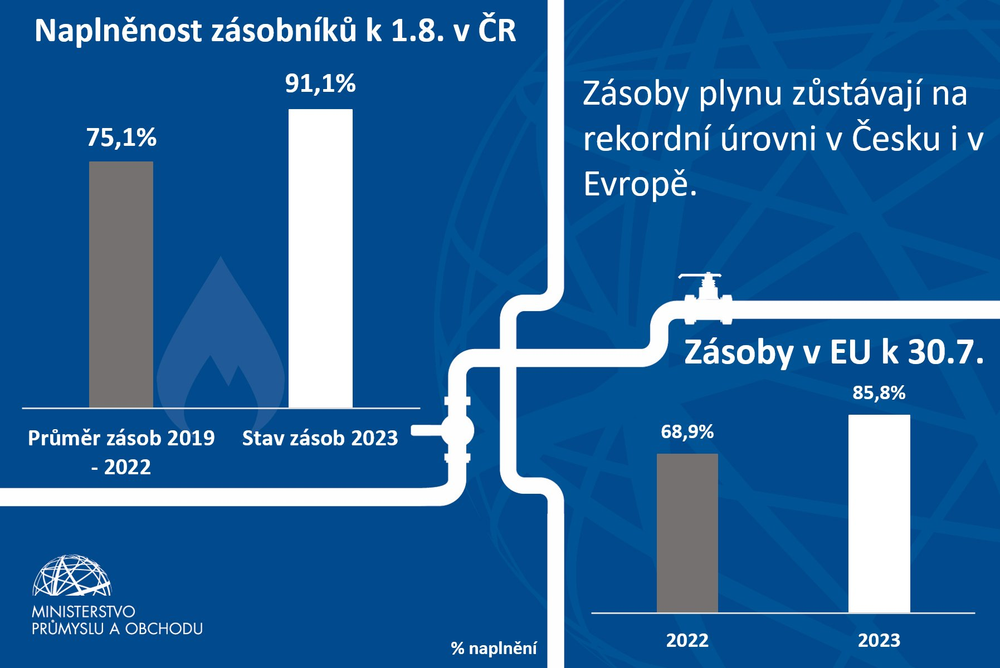 Naplněnost zásobníků k 1.8. v ČR
91,1%
75,1%
Průměr zásob 2019
- 2022
Stav zásob 2023
Zásoby plynu zůstávají na
rekordní úrovni v Česku i v
Evropě.
Zásoby v EU k 30.7.
85,8%
68,9%
2022
2023
MINISTERSTVO
PRŮMYSLU A OBCHODU
% naplnění